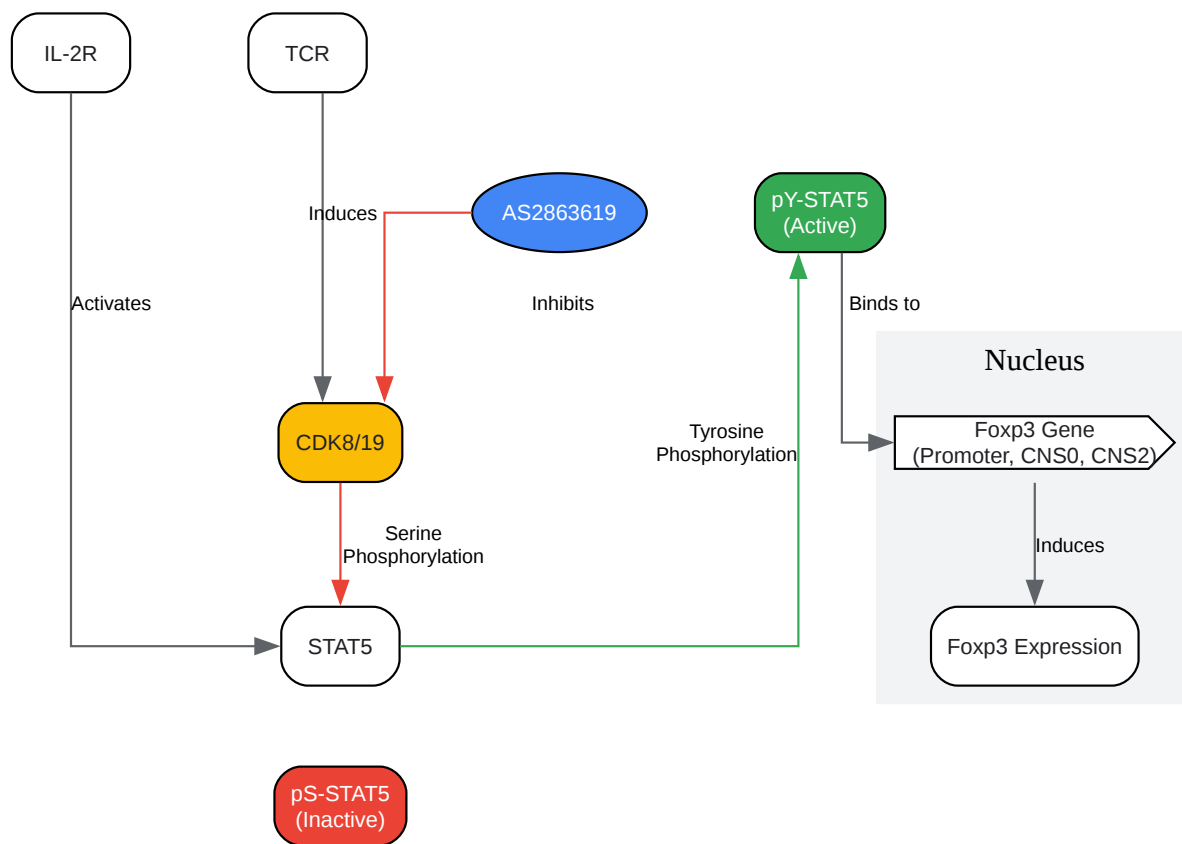 IL-2R
TCR
AS2863619
pY-STAT5
(Active)
Induces
Activates
Inhibits
Binds to
Nucleus
CDK8/19
Tyrosine
Phosphorylation
Foxp3 Gene
(Promoter, CNS0, CNS2)
Serine
Phosphorylation
Induces
STAT5
Foxp3 Expression
pS-STAT5
(Inactive)